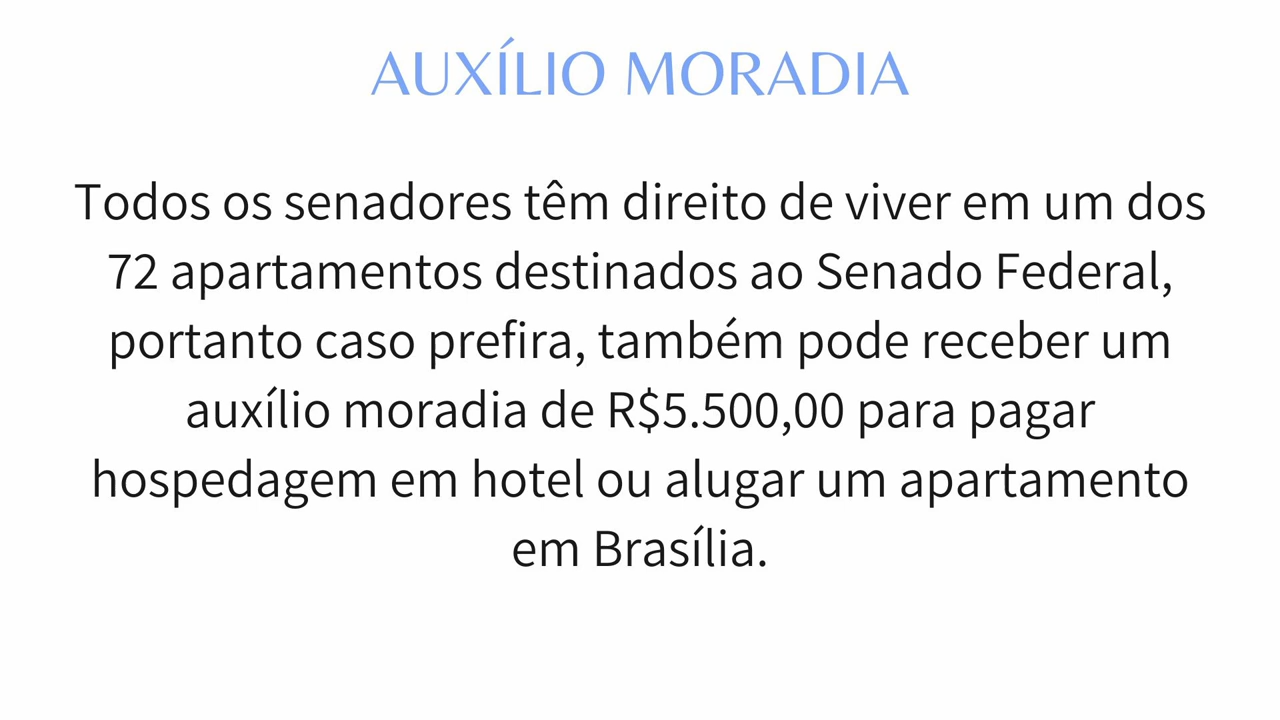 AUXÍLIO MORADIA
Todos os senadores têm direito de viver em um dos
72 apartamentos destinados ao Senado Federal,
portanto caso prefira, também pode receber um
auxílio moradia de R$5.500,00 para pagar
hospedagem em hotel ou alugar um apartamento
em Brasília.